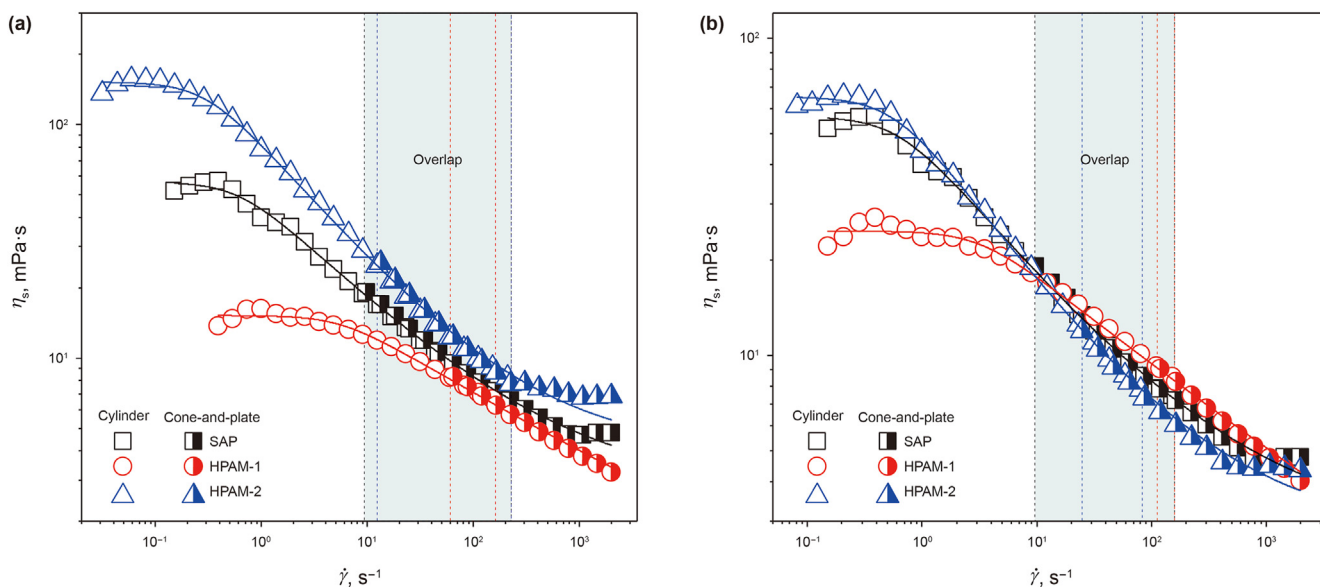 (a)
ηs, mPa·s
10²
10¹
Overlap
Cylinder Cone-and-plate
SAP
HPAM-1
HPAM-2
10⁻¹ 10⁰ 10¹ 10² 10³
γ̇, s⁻¹
(b)
ηs, mPa·s
10²
10¹
Overlap
Cylinder Cone-and-plate
SAP
HPAM-1
HPAM-2
10⁻¹ 10⁰ 10¹ 10² 10³
γ̇, s⁻¹